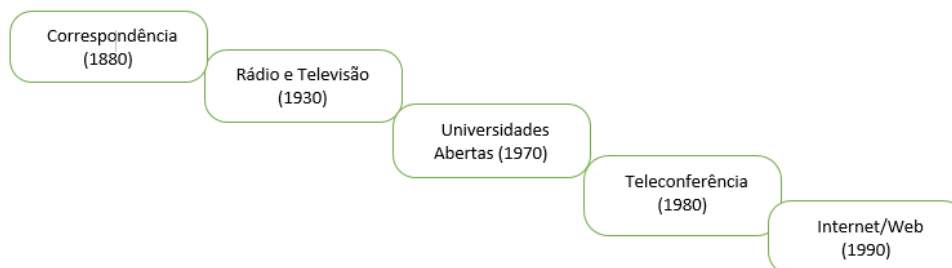 Correspondência
(1880)
Rádio e Televisão
(1930)
Universidades
Abertas (1970)
Teleconferência
(1980)
Internet/Web
(1990)